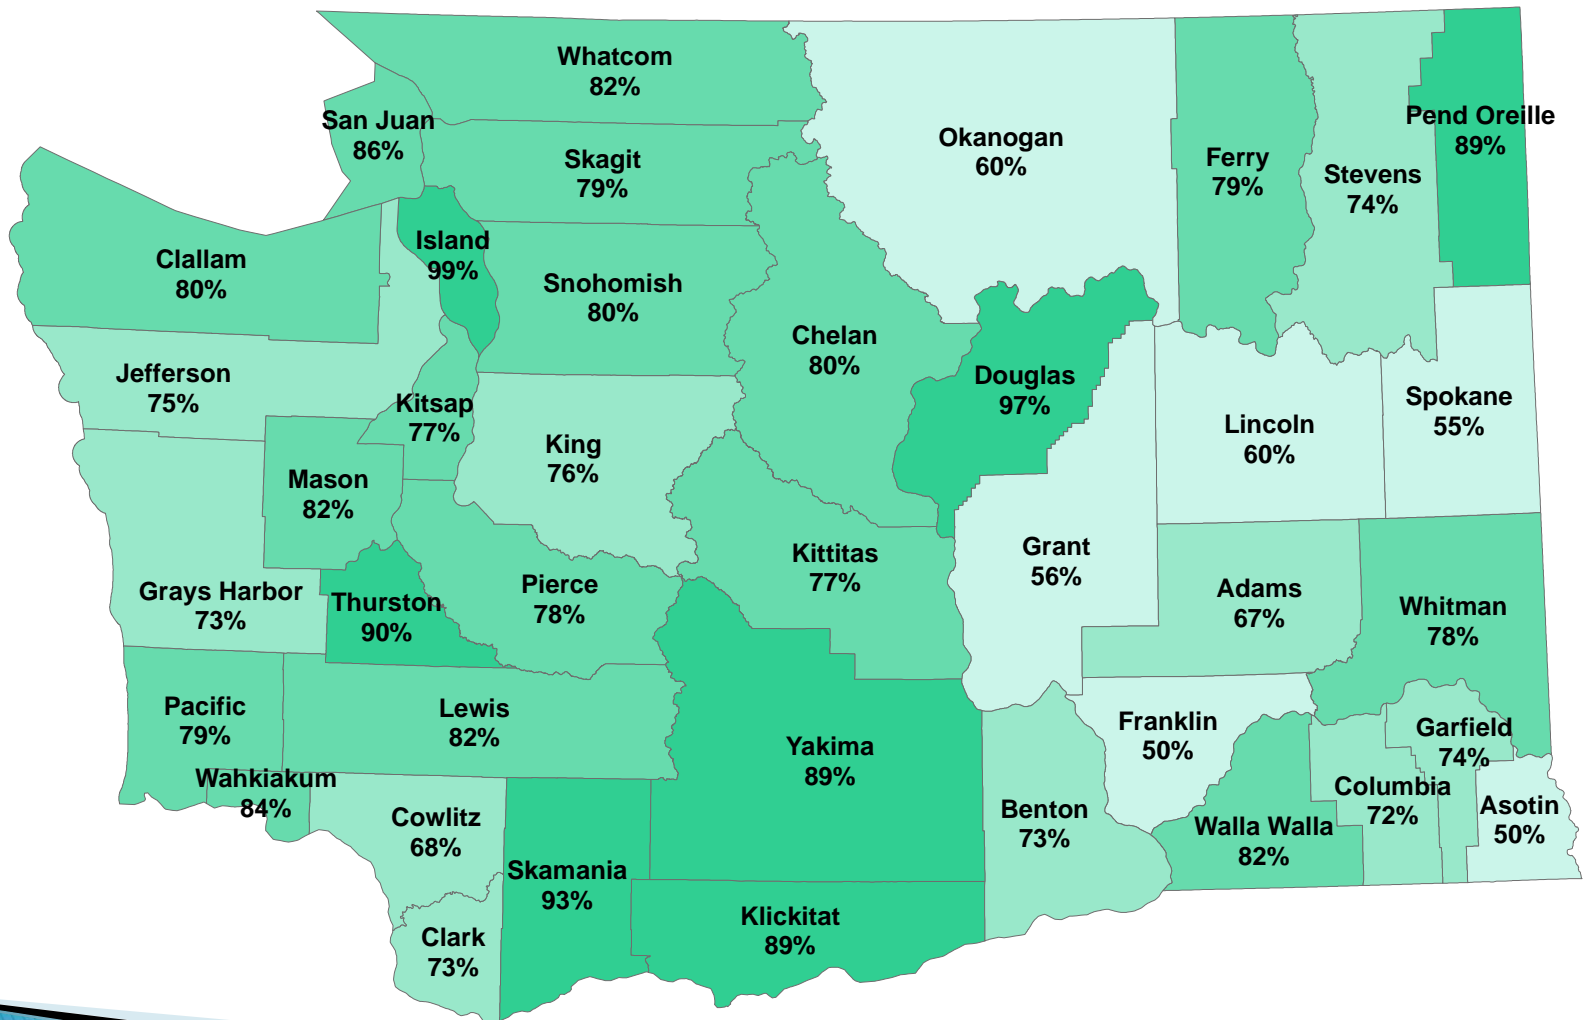 Whatcom
82%
San Juan
86%
Skagit
79%
Okanogan
60%
Ferry
79%
Stevens
74%
Pend Oreille
89%
Clallam
80%
Island
99%
Snohomish
80%
Chelan
80%
Douglas
97%
Jefferson
75%
Kitsap
77%
King
76%
Lincoln
60%
Spokane
55%
Mason
82%
Grays Harbor
73%
Thurston
90%
Pierce
78%
Kittitas
77%
Grant
56%
Adams
67%
Whitman
78%
Pacific
79%
Lewis
82%
Yakima
89%
Franklin
50%
Garfield
74%
Wahkiakum
84%
Cowlitz
68%
Benton
73%
Walla Walla
82%
Columbia
72%
Asotin
50%
Skamania
93%
Klickitat
89%
Clark
73%